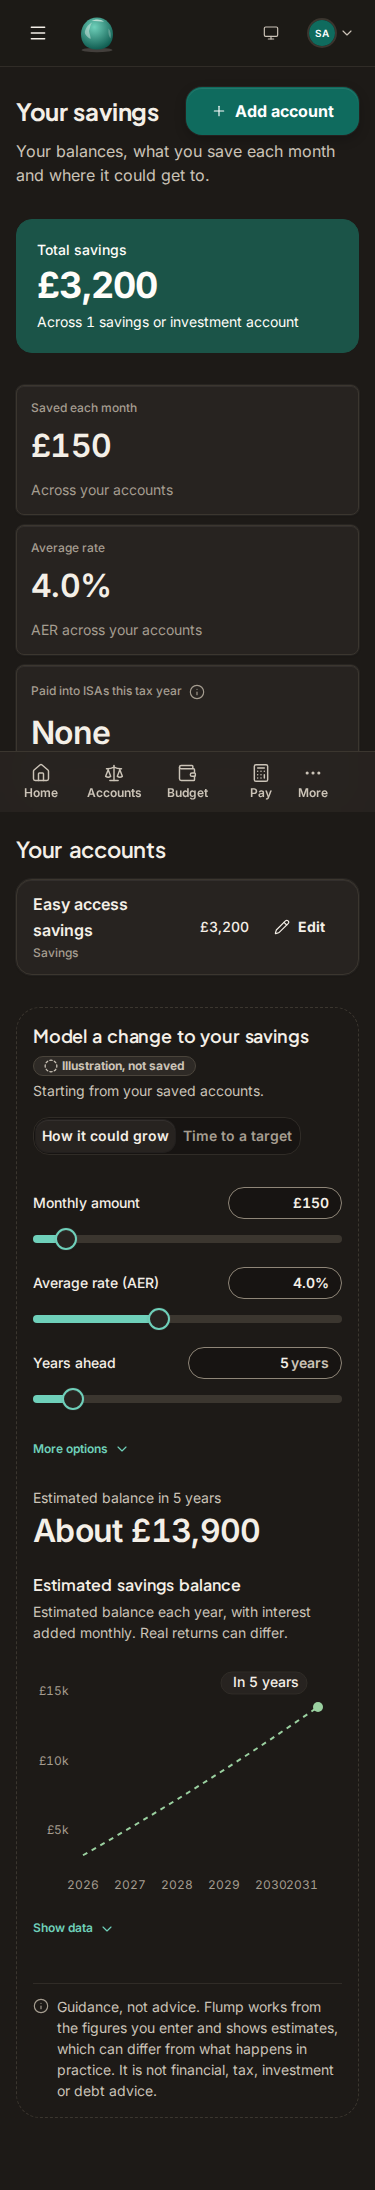 SA
Your savings
+ Add account
Your balances, what you save each month
and where it could get to.
Total savings
£3,200
Across 1 savings or investment account
Saved each month
£150
Across your accounts
Average rate
4.0%
AER across your accounts
Paid into ISAs this tax year
None
Home Accounts Budget Pay More
Your accounts
Easy access
savings
Savings
£3,200
Edit
Model a change to your savings
Illustration, not saved
Starting from your saved accounts.
How it could grow Time to a target
Monthly amount £150
Average rate (AER) 4.0%
Years ahead 5 years
More options
Estimated balance in 5 years
About £13,900
Estimated savings balance
Estimated balance each year, with interest
added monthly. Real returns can differ.
In 5 years
£15k
£10k
£5k
2026 2027 2028 2029 2030 2031
Show data
Guidance, not advice. Flump works from
the figures you enter and shows estimates,
which can differ from what happens in
practice. It is not financial, tax, investment
or debt advice.